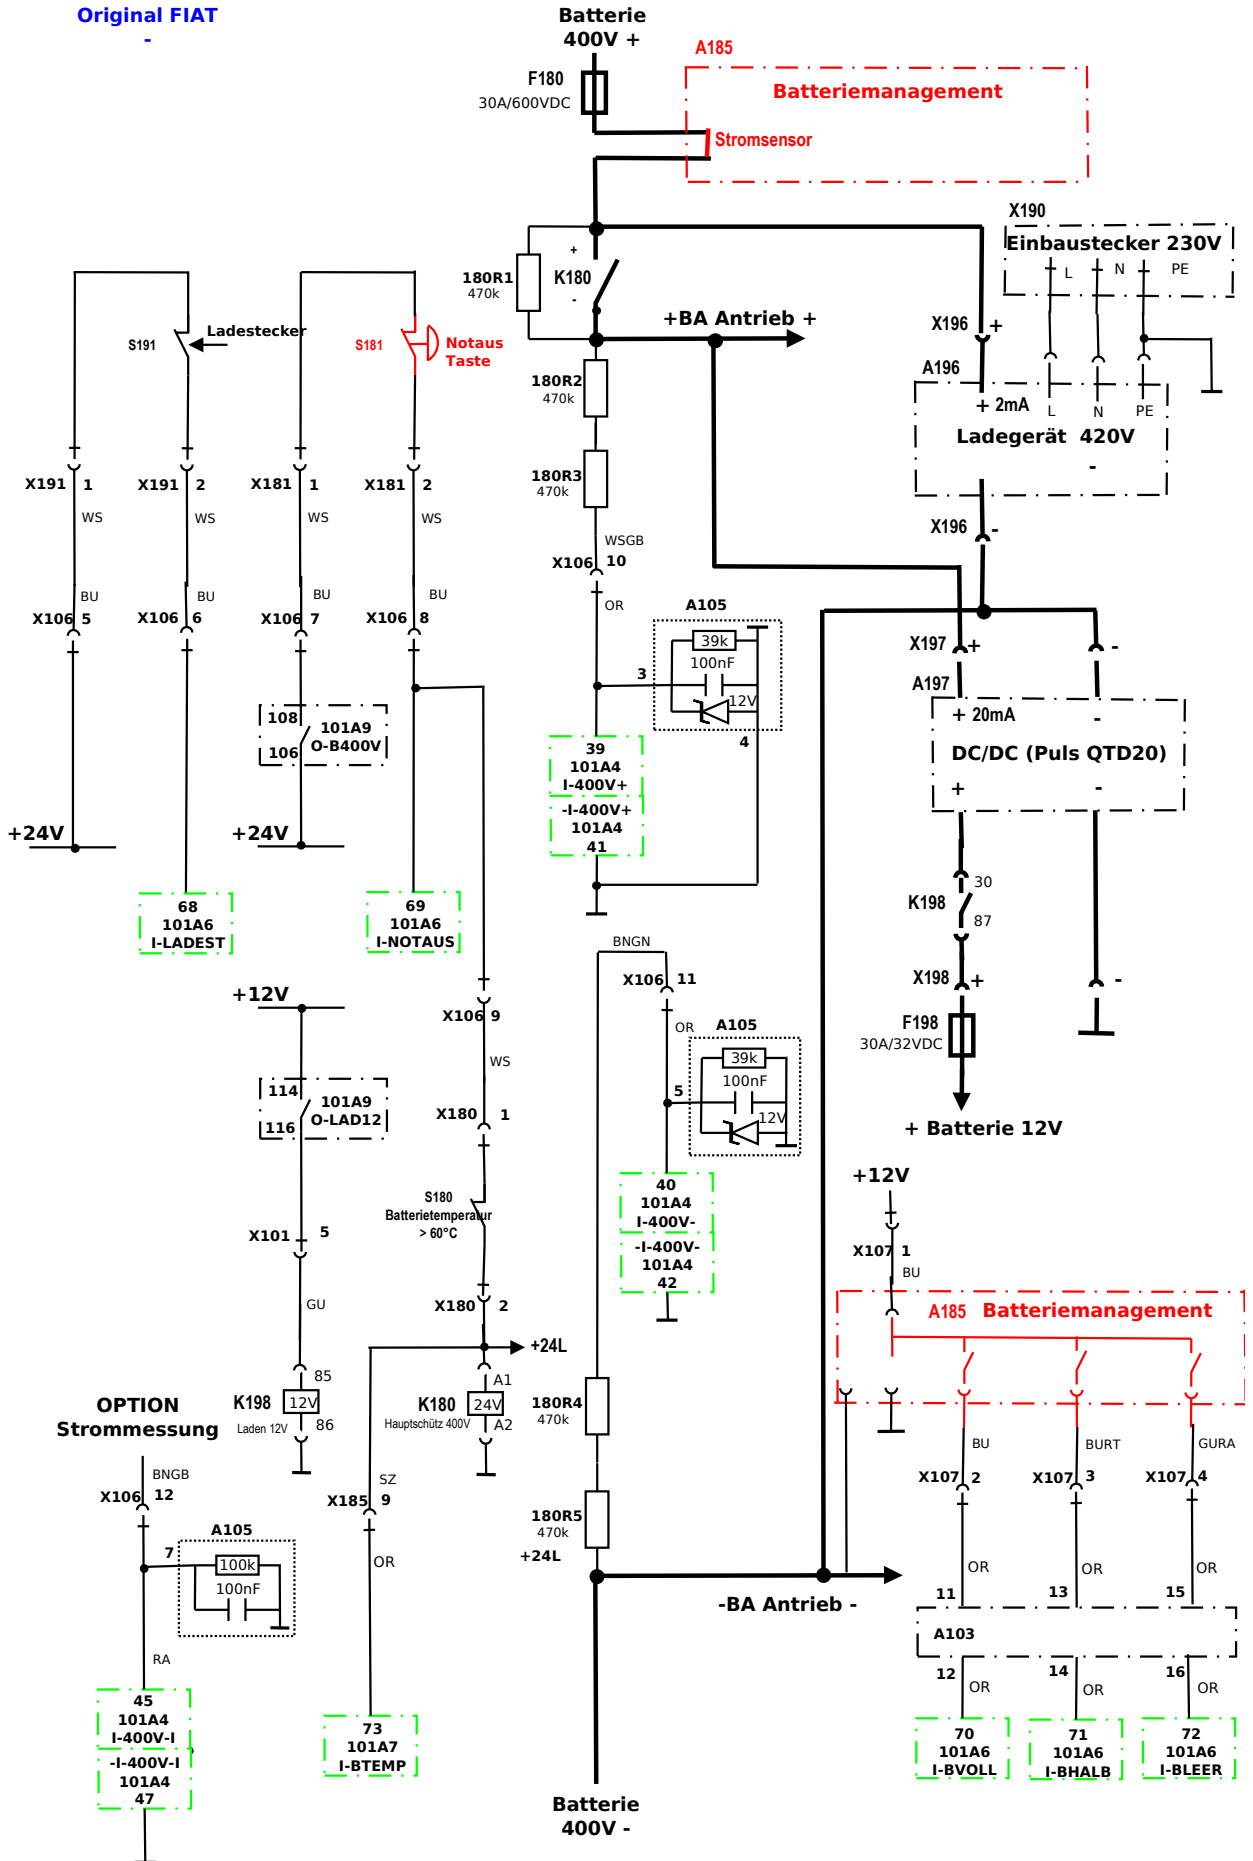 Original FIAT
-
Batterie
400V +
A185
F180
30A/600VDC
Batteriemanagement
Stromsensor
X190
Einbaustecker 230V
L
N
PE
+
K180
-
180R1
470k
Ladestecker
S191
S181
Notaus
Taste
+BA Antrieb +
X196
+
A196
+ 2mA
L
N
PE
Ladegerät 420V
-
180R2
470k
180R3
470k
X191 1
X191 2
X181 1
X181 2
WS
WS
WS
WS
X196
-
WSGB
X106
10
BU
BU
BU
BU
OR
X106 5
X106 6
X106 7
X106 8
A105
39k
100nF
12V
3
4
X197
+
-
A197
+ 20mA
-
DC/DC (Puls QTD20)
+
-
108
101A9
O-B400V
106
39
101A4
I-400V+
-I-400V+
101A4
41
+24V
+24V
30
K198
87
68
101A6
I-LADEST
69
101A6
I-NOTAUS
BNGN
X106
11
X198
+
-
+12V
X106 9
OR
A105
F198
30A/32VDC
39k
100nF
12V
5
WS
114
101A9
O-LAD12
116
X180
1
+ Batterie 12V
40
101A4
I-400V-
-I-400V-
101A4
42
+12V
S180
Batterietemperatur
> 60°C
X101
5
X107 1
BU
GU
X180
2
A185
Batteriemanagement
+24L
85
K198
12V
Laden 12V
86
A1
K180
24V
Hauptschütz 400V
A2
180R4
470k
OPTION
Strommessung
BNGB
X106
12
BU
BURT
GURA
SZ
X185
9
X107 2
X107 3
X107 4
180R5
470k
+24L
A105
7
100k
100nF
OR
OR
OR
OR
11
13
15
-BA Antrieb -
A103
RA
12
14
16
OR
OR
OR
45
101A4
I-400V-I
-I-400V-I
101A4
47
73
101A7
I-BTEMP
70
101A6
I-BVOLL
71
101A6
I-BHALB
72
101A6
I-BLEER
Batterie
400V -